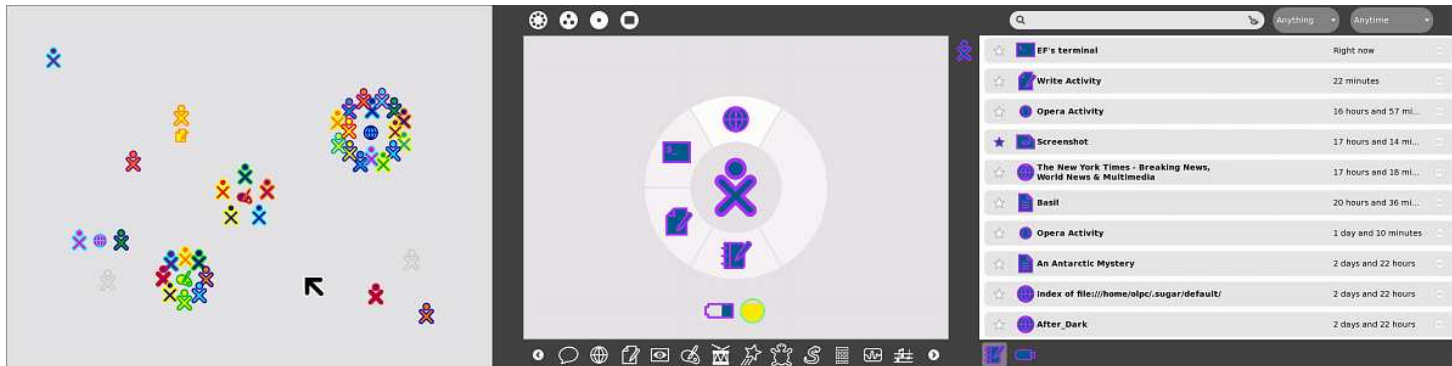 Anything
Anytime
EF's terminal
Right now
Write Activity
22 minutes
Opera Activity
16 hours and 57 mi...
Screenshot
17 hours and 14 mi...
The New York Times - Breaking News,
World News & Multimedia
17 hours and 18 mi...
Basil
20 hours and 36 mi...
Opera Activity
1 day and 10 minutes
An Antarctic Mystery
2 days and 22 hours
Index of file:///home/olpc/.sugar/default/
2 days and 22 hours
After_Dark
2 days and 22 hours